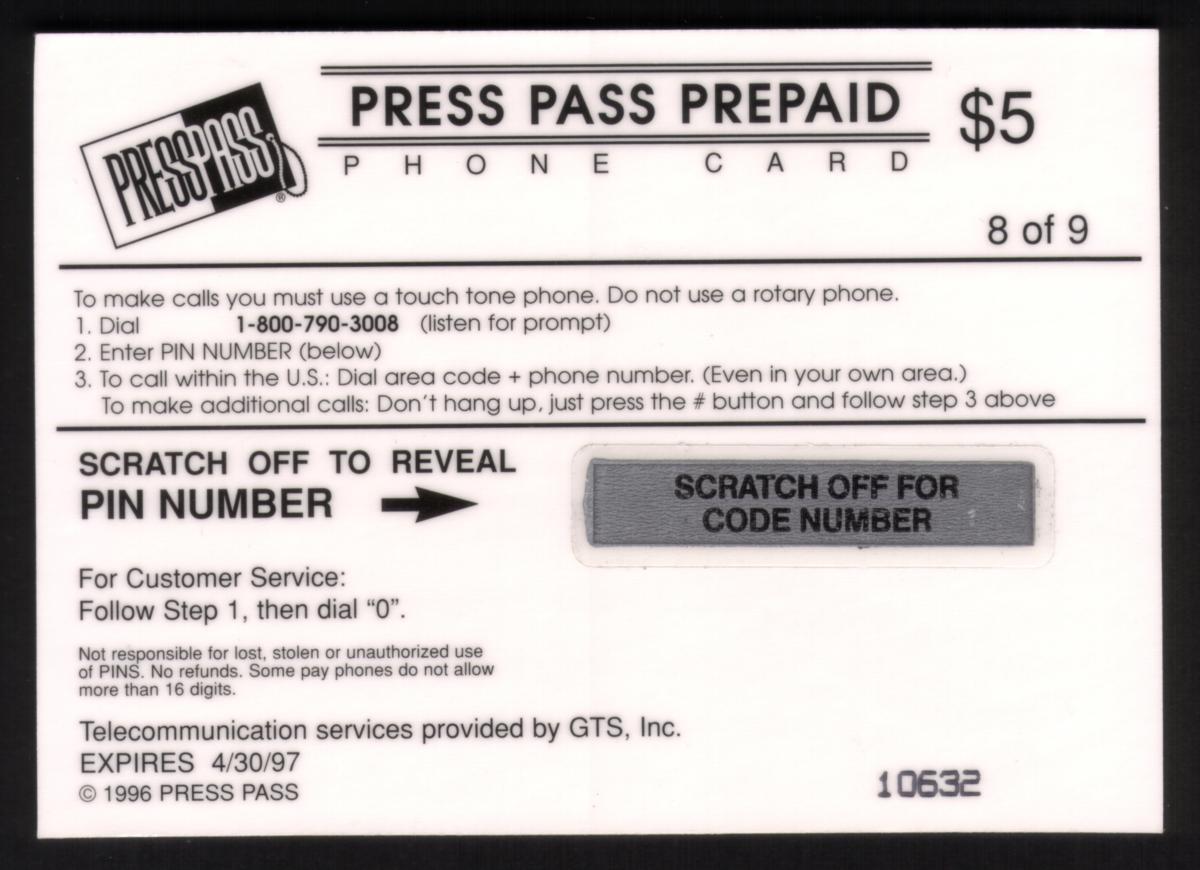 PRESS PASS ®
PRESS PASS PREPAID
PHONE CARD
$5
8 of 9
To make calls you must use a touch tone phone. Do not use a rotary phone.
1. Dial 1-800-790-3008 (listen for prompt)
2. Enter PIN NUMBER (below)
3. To call within the U.S.: Dial area code + phone number. (Even in your own area.)
To make additional calls: Don't hang up, just press the # button and follow step 3 above
SCRATCH OFF TO REVEAL
PIN NUMBER
SCRATCH OFF FOR
CODE NUMBER
For Customer Service:
Follow Step 1, then dial “0”.
Not responsible for lost, stolen or unauthorized use
of PINS. No refunds. Some pay phones do not allow
more than 16 digits.
Telecommunication services provided by GTS, Inc.
EXPIRES 4/30/97
© 1996 PRESS PASS
10632